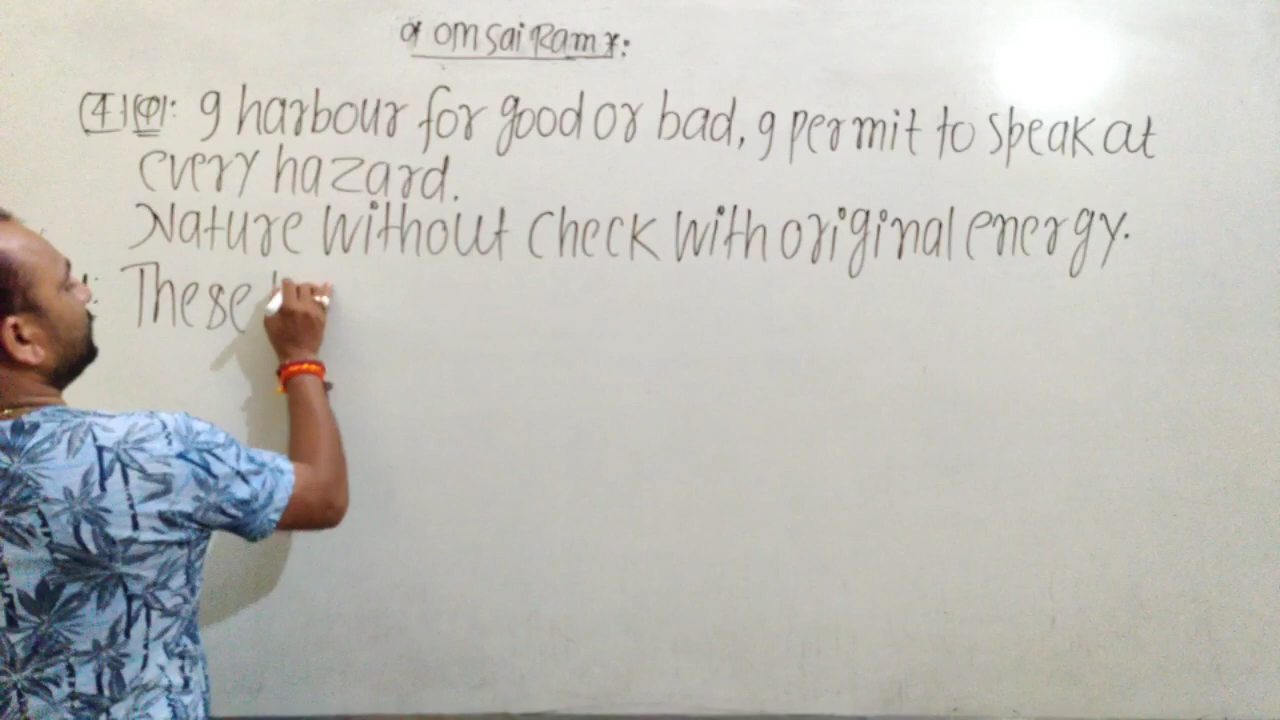 * om sai Ram *:
(4)(Q): I harbour for good or bad, I permit to speak at
every hazard.
Nature without check with original energy.
These